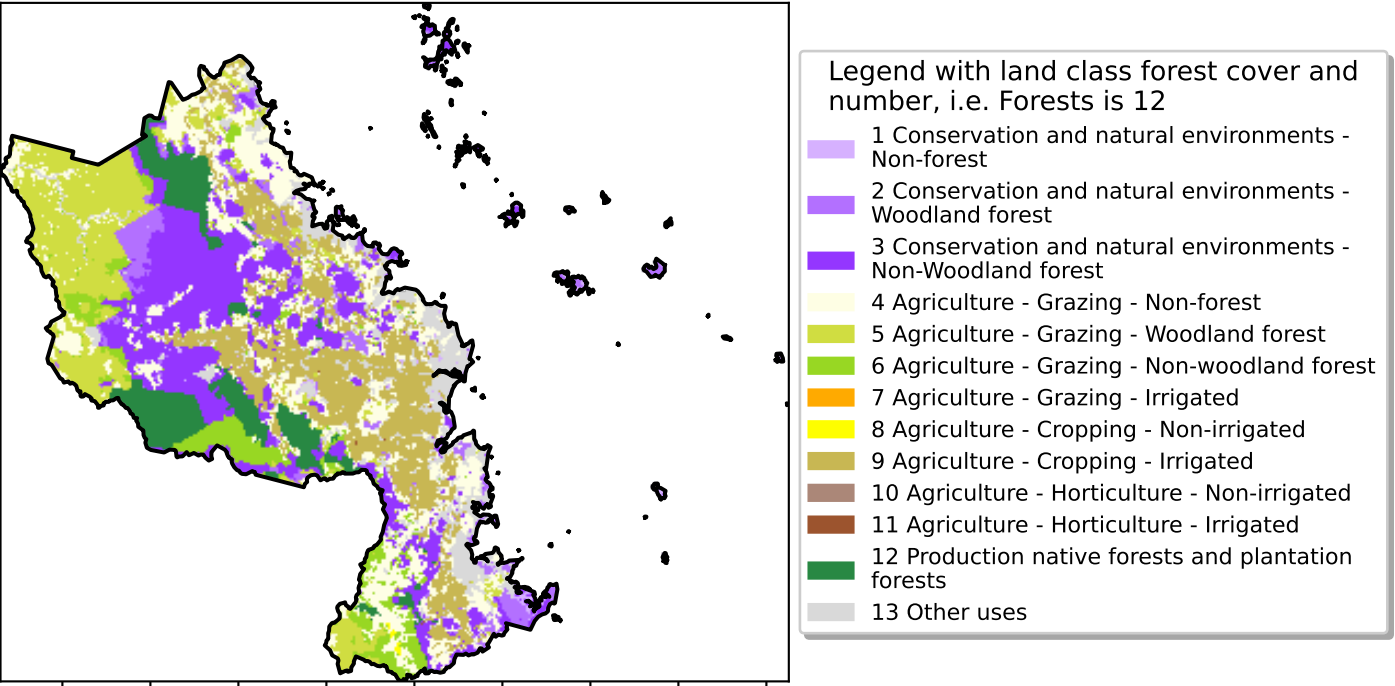 Legend with land class forest cover and
number, i.e. Forests is 12
1 Conservation and natural environments -
Non-forest
2 Conservation and natural environments -
Woodland forest
3 Conservation and natural environments -
Non-Woodland forest
4 Agriculture - Grazing - Non-forest
5 Agriculture - Grazing - Woodland forest
6 Agriculture - Grazing - Non-woodland forest
7 Agriculture - Grazing - Irrigated
8 Agriculture - Cropping - Non-irrigated
9 Agriculture - Cropping - Irrigated
10 Agriculture - Horticulture - Non-irrigated
11 Agriculture - Horticulture - Irrigated
12 Production native forests and plantation
forests
13 Other uses